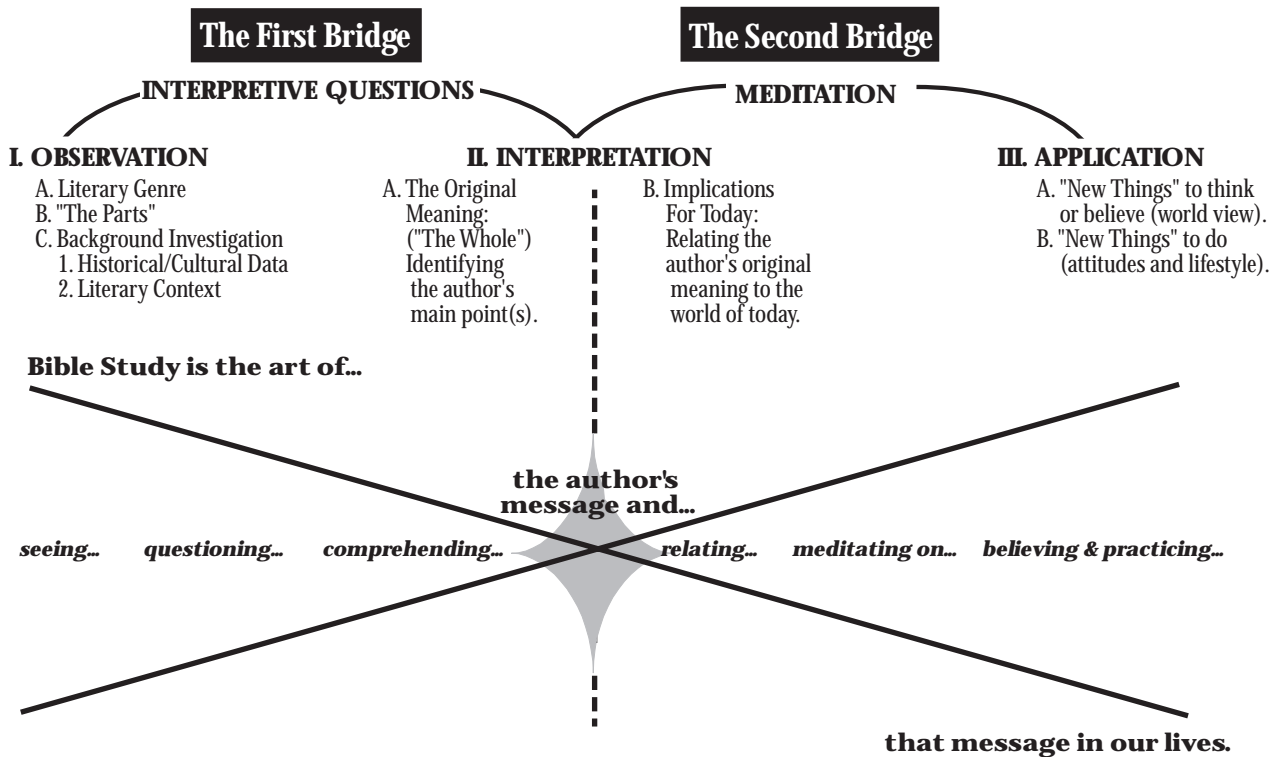 The First Bridge
The Second Bridge
INTERPRETIVE QUESTIONS
MEDITATION
I. OBSERVATION
A. Literary Genre
B. "The Parts"
C. Background Investigation
1. Historical/Cultural Data
2. Literary Context
II. INTERPRETATION
A. The Original
Meaning:
("The Whole")
Identifying
the author's
main point(s).
B. Implications
For Today:
Relating the
author's original
meaning to the
world of today.
III. APPLICATION
A. "New Things" to think
or believe (world view).
B. "New Things" to do
(attitudes and lifestyle).
Bible Study is the art of...
the author's
message and...
seeing... questioning... comprehending... relating... meditating on... believing & practicing...
that message in our lives.